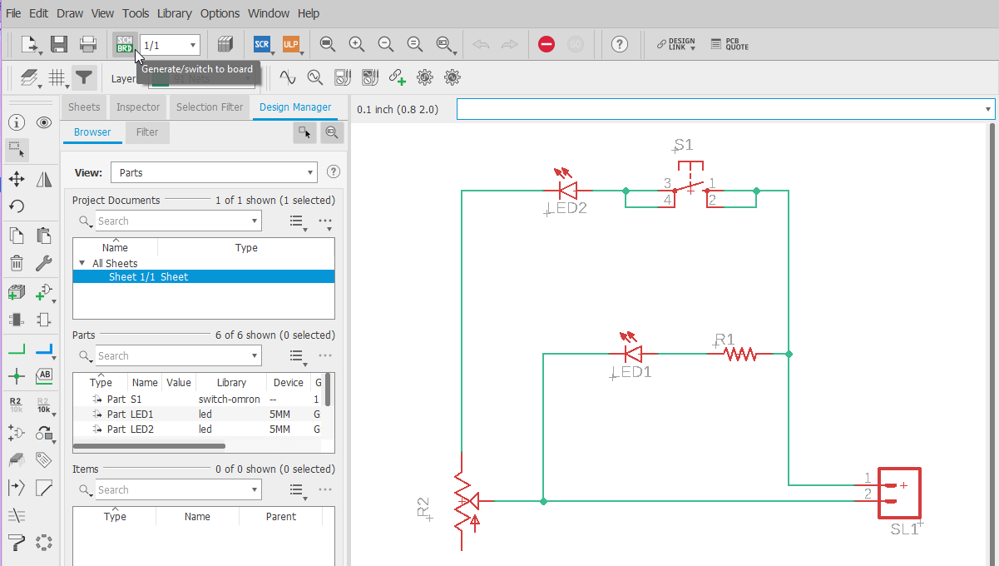 File Edit Draw View Tools Library Options Window Help
SCH BRD 1/1 SCR ULP GO ? DESIGN LINK PCB QUOTE
Generate/switch to board
Layer: 91 Nets
Sheets Inspector Selection Filter Design Manager
0.1 inch (0.8 2.0)
Browser Filter
View: Parts ?
Project Documents 1 of 1 shown (1 selected)
Search
Name Type
All Sheets
Sheet 1/1 Sheet
Parts 6 of 6 shown (0 selected)
Search
Type Name Value Library Device G
Part S1 switch-omron -- 1
Part LED1 led 5MM G
Part LED2 led 5MM G
Items 0 of 0 shown (0 selected)
Search
Type Name Parent
AB
R2 10k R2 10k
S1
3 1
4 2
LED2
R1
LED1
R2
1
2
SL1